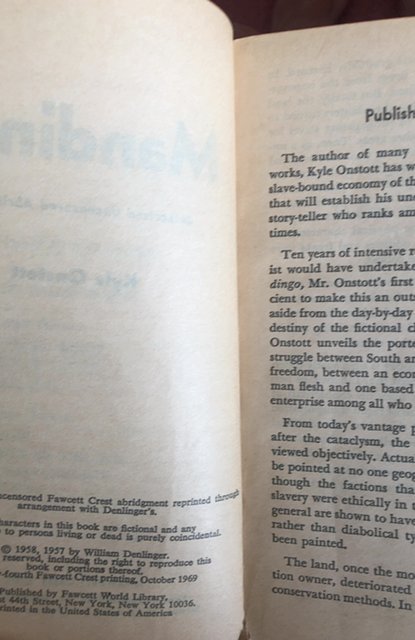 ncensored Fawcett Crest abridgment reprinted through
arrangement with Denlinger's.
characters in this book are fictional and any
to persons living or dead is purely coincidental.
© 1958, 1957 by William Denlinger.
reserved, including the right to reproduce this
book or portions thereof.
y-fourth Fawcett Crest printing, October 1969
Published by Fawcett World Library,
st 44th Street, New York, New York 10036.
rinted in the United States of America
Publish
The author of many
works, Kyle Onstott has w
slave-bound economy of th
that will establish his un
story-teller who ranks am
times.
Ten years of intensive r
ist would have undertake
dingo, Mr. Onstott's first
cient to make this an out
aside from the day-by-day
destiny of the fictional c
Onstott unveils the porte
struggle between South an
freedom, between an econ
man flesh and one based
enterprise among all who
From today's vantage p
after the cataclysm, the
viewed objectively. Actua
be pointed at no one geog
though the factions tha
slavery were ethically in t
general are shown to hav
rather than diabolical ty
been painted.
The land, once the mo
tion owner, deteriorated
conservation methods. In